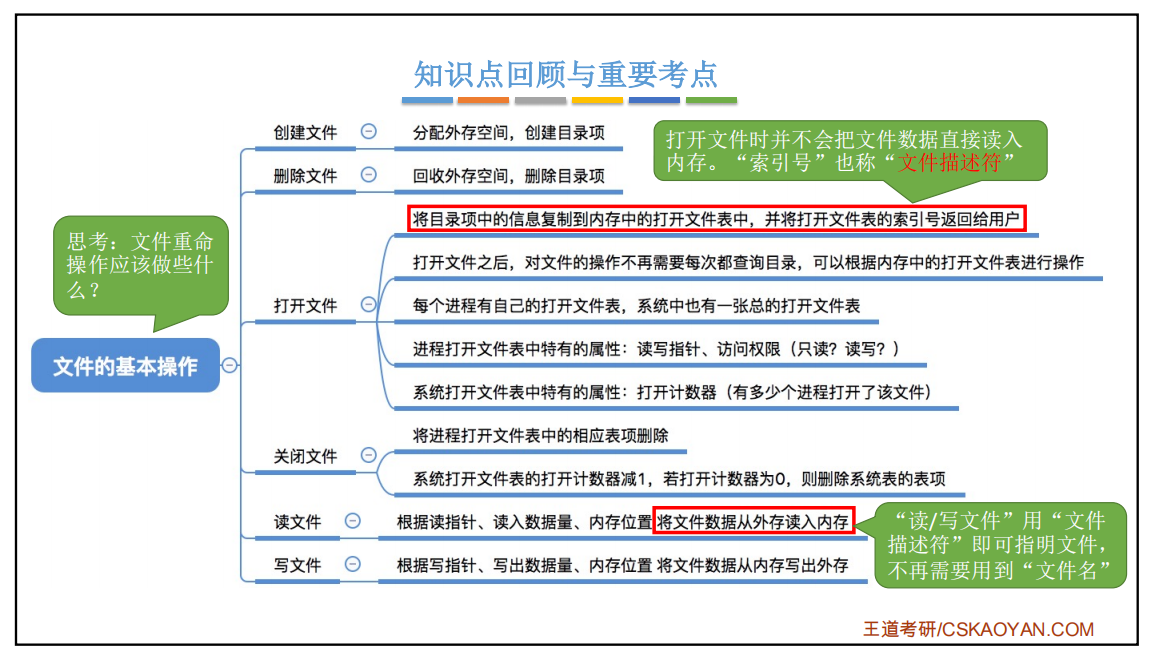 知识点回顾与重要考点
创建文件
分配外存空间，创建目录项
打开文件时并不会把文件数据直接读入
内存。“索引号”也称“文件描述符”
删除文件
回收外存空间，删除目录项
将目录项中的信息复制到内存中的打开文件表中，并将打开文件表的索引号返回给用户
思考：文件重命
操作应该做些什
么？
打开文件之后，对文件的操作不再需要每次都查询目录，可以根据内存中的打开文件表进行操作
打开文件
每个进程有自己的打开文件表，系统中也有一张总的打开文件表
进程打开文件表中特有的属性：读写指针、访问权限（只读？读写？）
文件的基本操作
系统打开文件表中特有的属性：打开计数器（有多少个进程打开了该文件）
将进程打开文件表中的相应表项删除
关闭文件
系统打开文件表的打开计数器减1，若打开计数器为0，则删除系统表的表项
读文件
根据读指针、读入数据量、内存位置 将文件数据从外存读入内存
“读/写文件”用“文件
描述符”即可指明文件，
不再需要用到“文件名”
写文件
根据写指针、写出数据量、内存位置 将文件数据从内存写出外存
王道考研/CSKAOYAN.COM